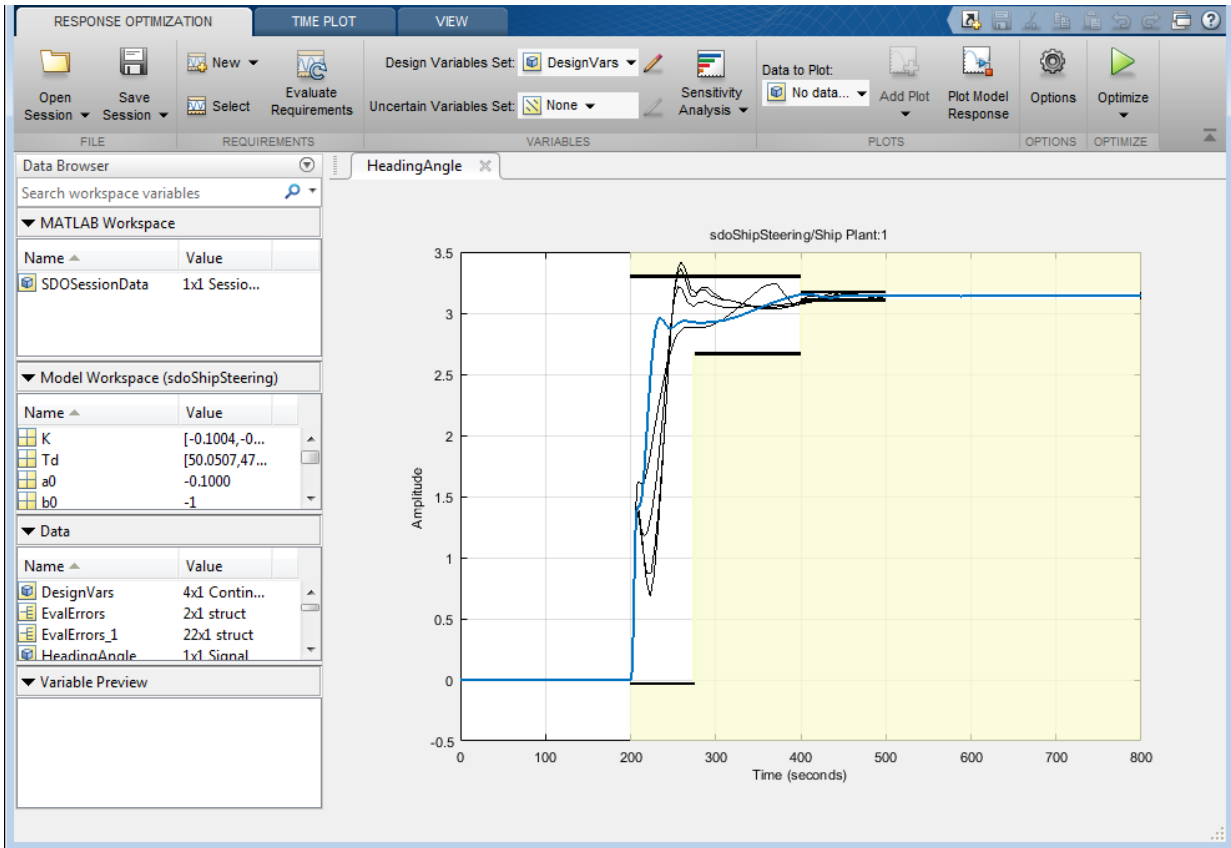 RESPONSE OPTIMIZATION TIME PLOT VIEW
Open Session
Save Session
New
Select
Evaluate Requirements
Design Variables Set: DesignVars
Uncertain Variables Set: None
Sensitivity Analysis
Data to Plot:
No data...
Add Plot
Plot Model Response
Options
Optimize
FILE REQUIREMENTS VARIABLES PLOTS OPTIONS OPTIMIZE
Data Browser
Search workspace variables
MATLAB Workspace
Name Value
SDOSessionData 1x1 Sessio...
Model Workspace (sdoShipSteering)
Name Value
K [-0.1004,-0...
Td [50.0507,47...
a0 -0.1000
b0 -1
Data
Name Value
DesignVars 4x1 Contin...
EvalErrors 2x1 struct
EvalErrors_1 22x1 struct
HeadingAngle 1x1 Signal
Variable Preview
HeadingAngle
sdoShipSteering/Ship Plant:1
3.5
3
2.5
2
1.5
1
0.5
0
-0.5
Amplitude
0 100 200 300 400 500 600 700 800
Time (seconds)